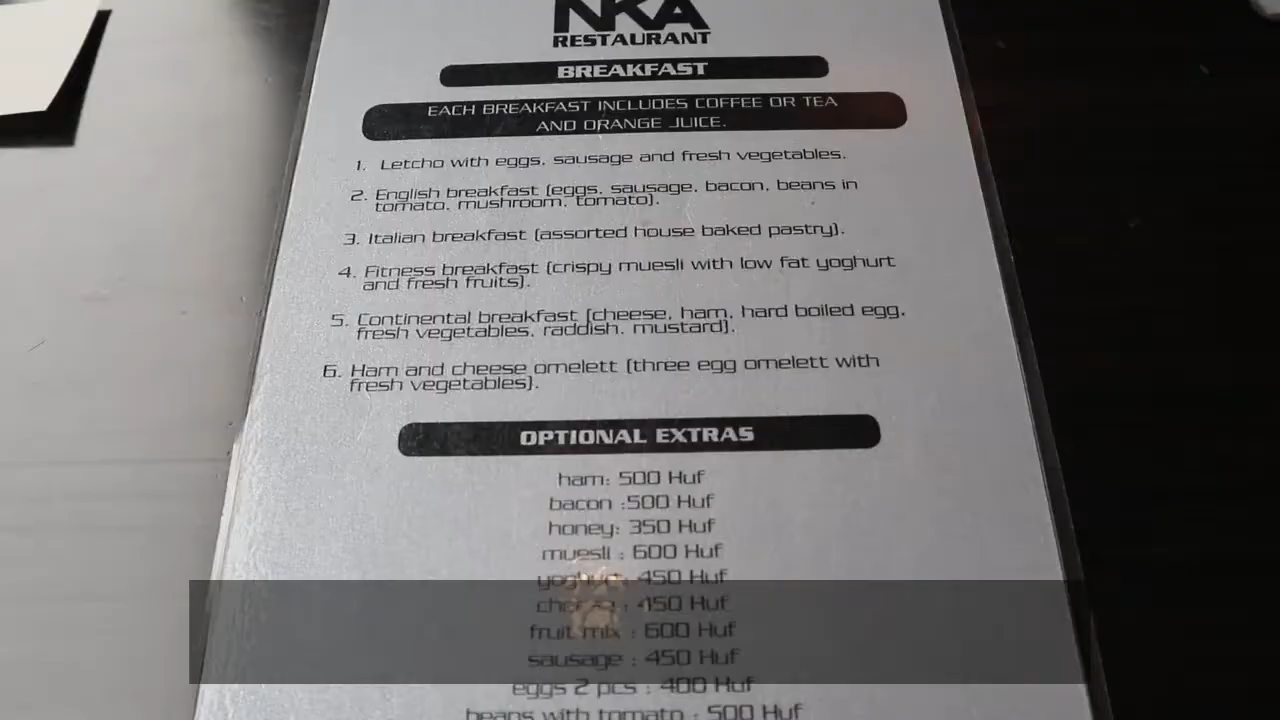 NKA
RESTAURANT
BREAKFAST
EACH BREAKFAST INCLUDES COFFEE OR TEA
AND ORANGE JUICE.
1. Letcho with eggs, sausage and fresh vegetables.
2. English breakfast (eggs, sausage, bacon, beans in
tomato, mushroom, tomato).
3. Italian breakfast (assorted house baked pastry).
4. Fitness breakfast (crispy muesli with low fat yoghurt
and fresh fruits).
5. Continental breakfast (cheese, ham, hard boiled egg,
fresh vegetables, raddish, mustard).
6. Ham and cheese omelett (three egg omelett with
fresh vegetables).
OPTIONAL EXTRAS
ham: 500 Huf
bacon :500 Huf
honey: 350 Huf
muesli : 600 Huf
yoghurt: 450 Huf
cheese : 450 Huf
fruit mix : 600 Huf
sausage : 450 Huf
eggs 2 pcs : 400 Huf
beans with tomato : 500 Huf